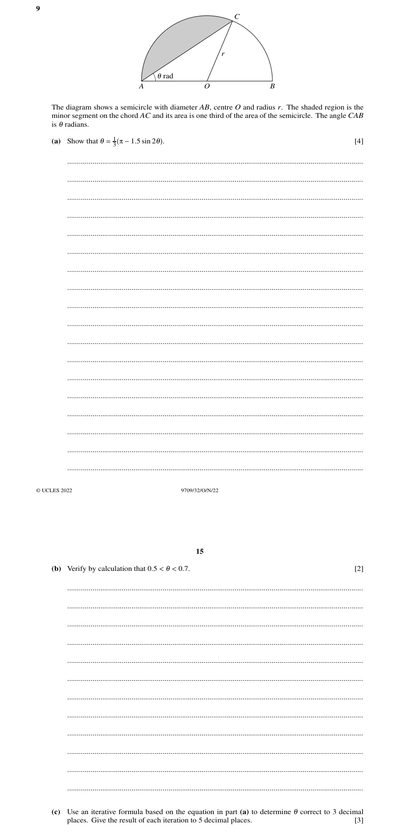 9
C
r
θ rad
A
O
B
The diagram shows a semicircle with diameter AB, centre O and radius r. The shaded region is the
minor segment on the chord AC and its area is one third of the area of the semicircle. The angle CAB
is θ radians.
(a) Show that θ = 1/3(π − 1.5 sin 2θ). [4]
© UCLES 2022 9709/32/O/N/22
15
(b) Verify by calculation that 0.5 < θ < 0.7. [2]
(c) Use an iterative formula based on the equation in part (a) to determine θ correct to 3 decimal
places. Give the result of each iteration to 5 decimal places. [3]